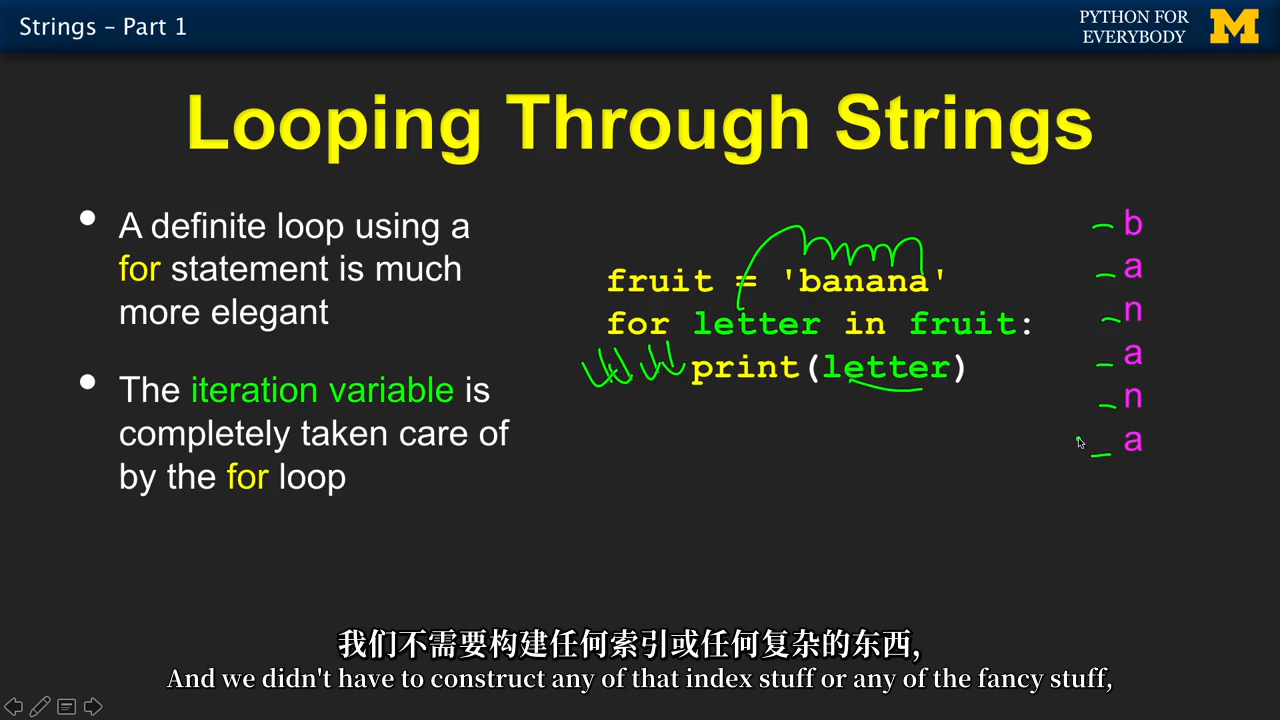 Strings – Part 1
PYTHON FOR
EVERYBODY
Looping Through Strings
• A definite loop using a
for statement is much
more elegant
• The iteration variable is
completely taken care of
by the for loop
fruit = 'banana'
for letter in fruit:
    print(letter)
b
a
n
a
n
a
我们不需要构建任何索引或任何复杂的东西,
And we didn't have to construct any of that index stuff or any of the fancy stuff,